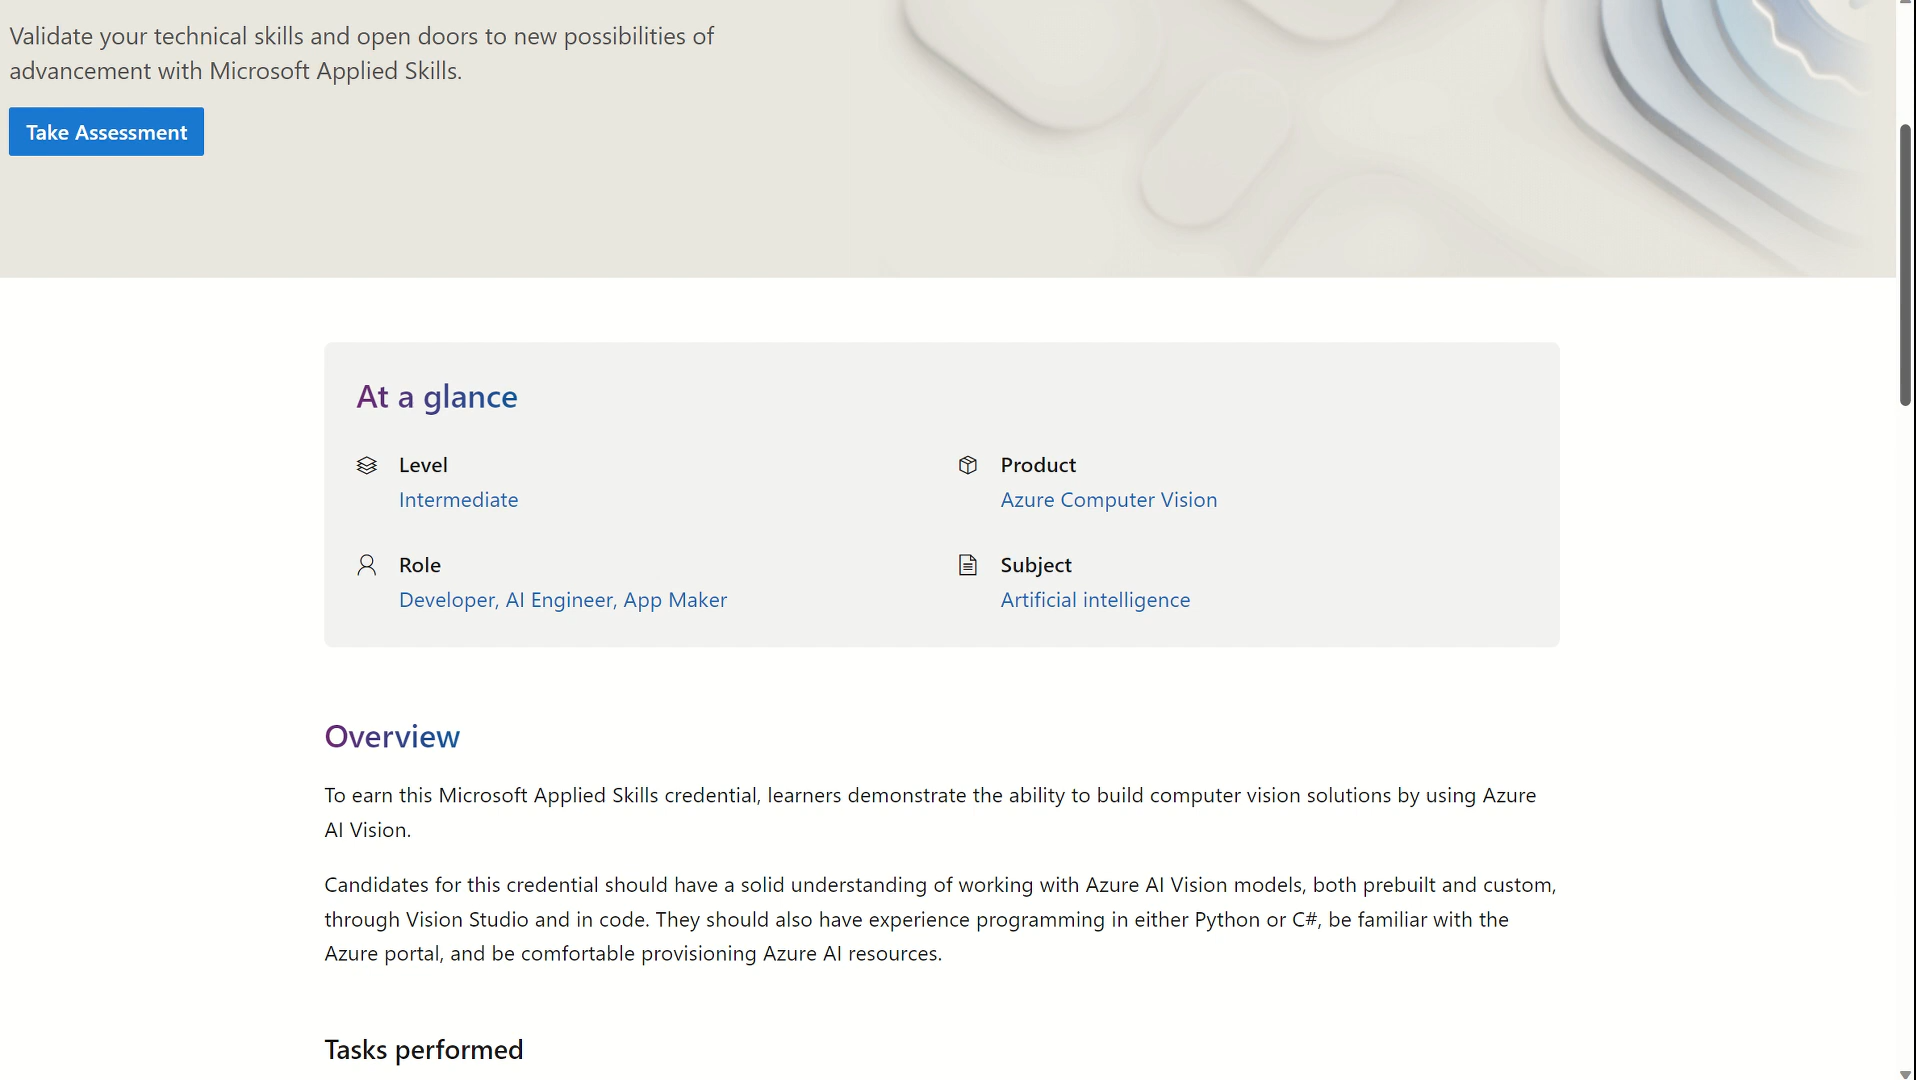 Validate your technical skills and open doors to new possibilities of
advancement with Microsoft Applied Skills.
Take Assessment
At a glance
Level
Intermediate
Product
Azure Computer Vision
Role
Developer, AI Engineer, App Maker
Subject
Artificial intelligence
Overview
To earn this Microsoft Applied Skills credential, learners demonstrate the ability to build computer vision solutions by using Azure
AI Vision.
Candidates for this credential should have a solid understanding of working with Azure AI Vision models, both prebuilt and custom,
through Vision Studio and in code. They should also have experience programming in either Python or C#, be familiar with the
Azure portal, and be comfortable provisioning Azure AI resources.
Tasks performed